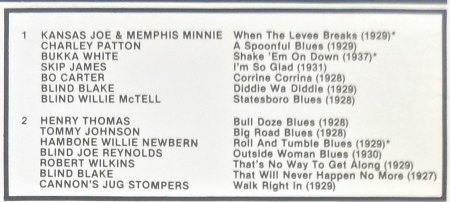 1 KANSAS JOE & MEMPHIS MINNIE When The Levee Breaks (1929)*
CHARLEY PATTON A Spoonful Blues (1929)
BUKKA WHITE Shake 'Em On Down (1937)*
SKIP JAMES I'm So Glad (1931)
BO CARTER Corrine Corrina (1928)
BLIND BLAKE Diddie Wa Diddie (1929)
BLIND WILLIE McTELL Statesboro Blues (1928)
2 HENRY THOMAS Bull Doze Blues (1928)
TOMMY JOHNSON Big Road Blues (1928)
HAMBONE WILLIE NEWBERN Roll And Tumble Blues (1929)*
BLIND JOE REYNOLDS Outside Woman Blues (1930)
ROBERT WILKINS That's No Way To Get Along (1929)
BLIND BLAKE That Will Never Happen No More (1927)
CANNON'S JUG STOMPERS Walk Right In (1929)